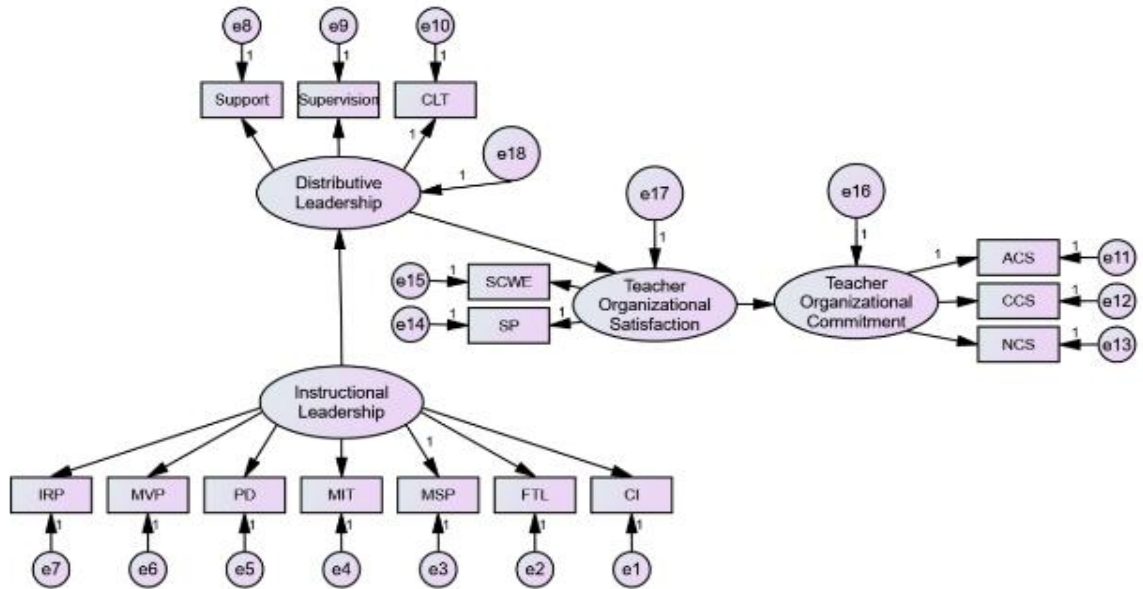 e8 e9 e10
1 1 1
Support Supervision CLT
1
e18
1
Distributive
Leadership
e17 e16
1 1
e15 1 SCWE
e14 1 SP 1
Teacher
Organizational
Satisfaction
Teacher
Organizational
Commitment
1 ACS 1 e11
CCS 1 e12
NCS 1 e13
Instructional
Leadership
1
IRP MVP PD MIT MSP FTL CI
1 1 1 1 1 1 1
e7 e6 e5 e4 e3 e2 e1